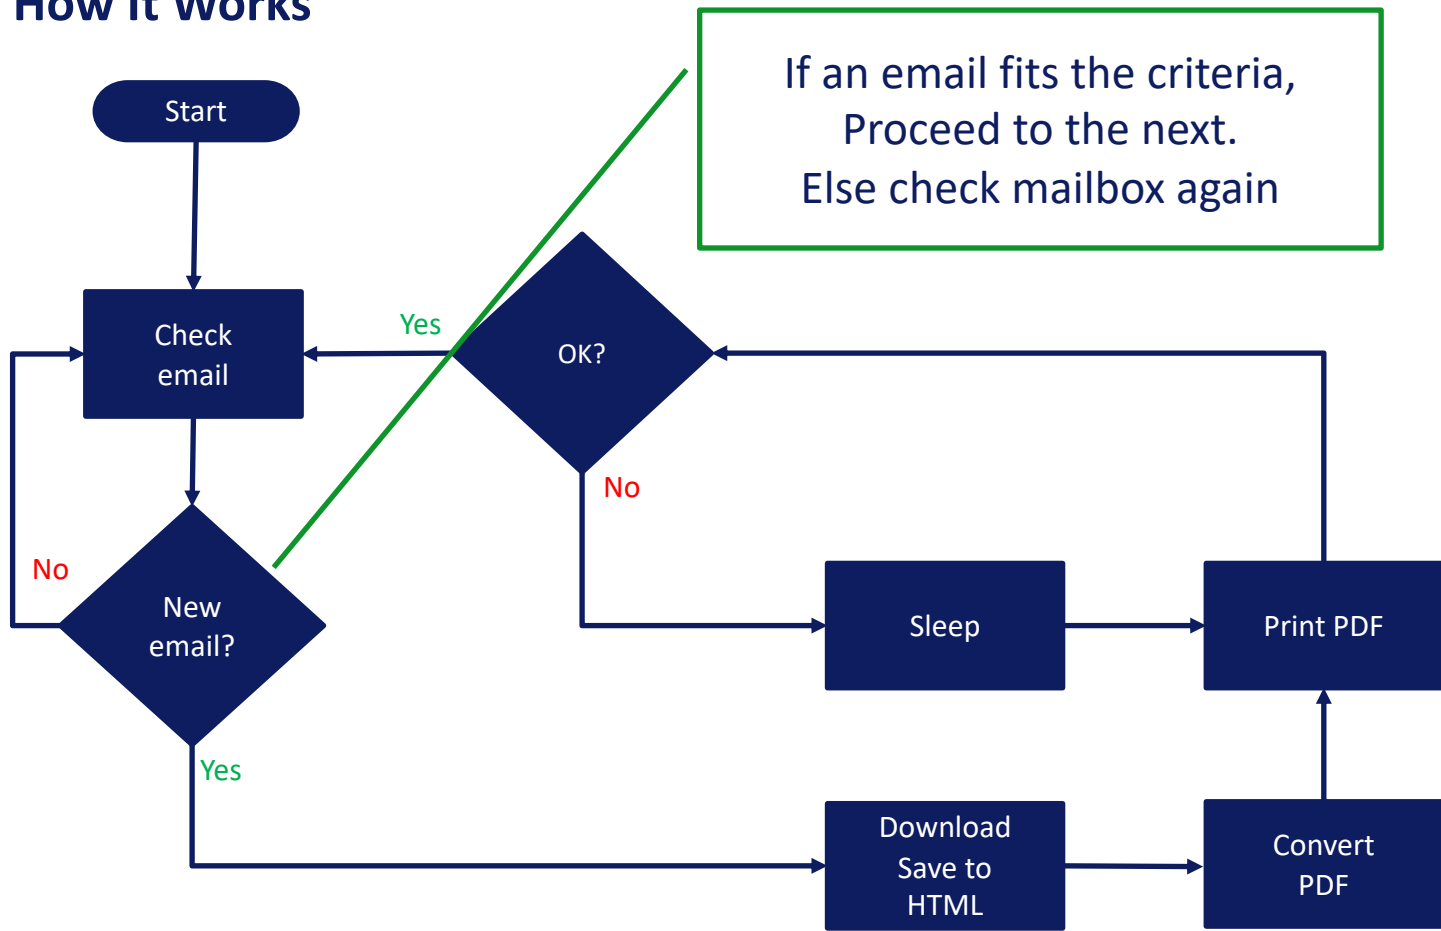 How It Works
If an email fits the criteria,
Proceed to the next.
Else check mailbox again
Start
Check
email
Yes
OK?
No
No
New
email?
Sleep
Print PDF
Yes
Download
Save to
HTML
Convert
PDF